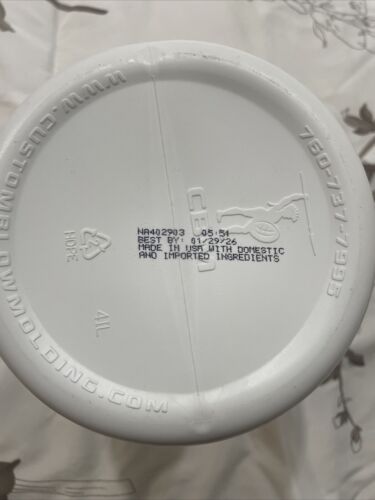 WWW.CUSTOMBLOWMOLDING.COM
760-737-7995
NA402903 05:51
BEST BY: 01/29/26
MADE IN USA WITH DOMESTIC
AND IMPORTED INGREDIENTS
2
HDPE
41L